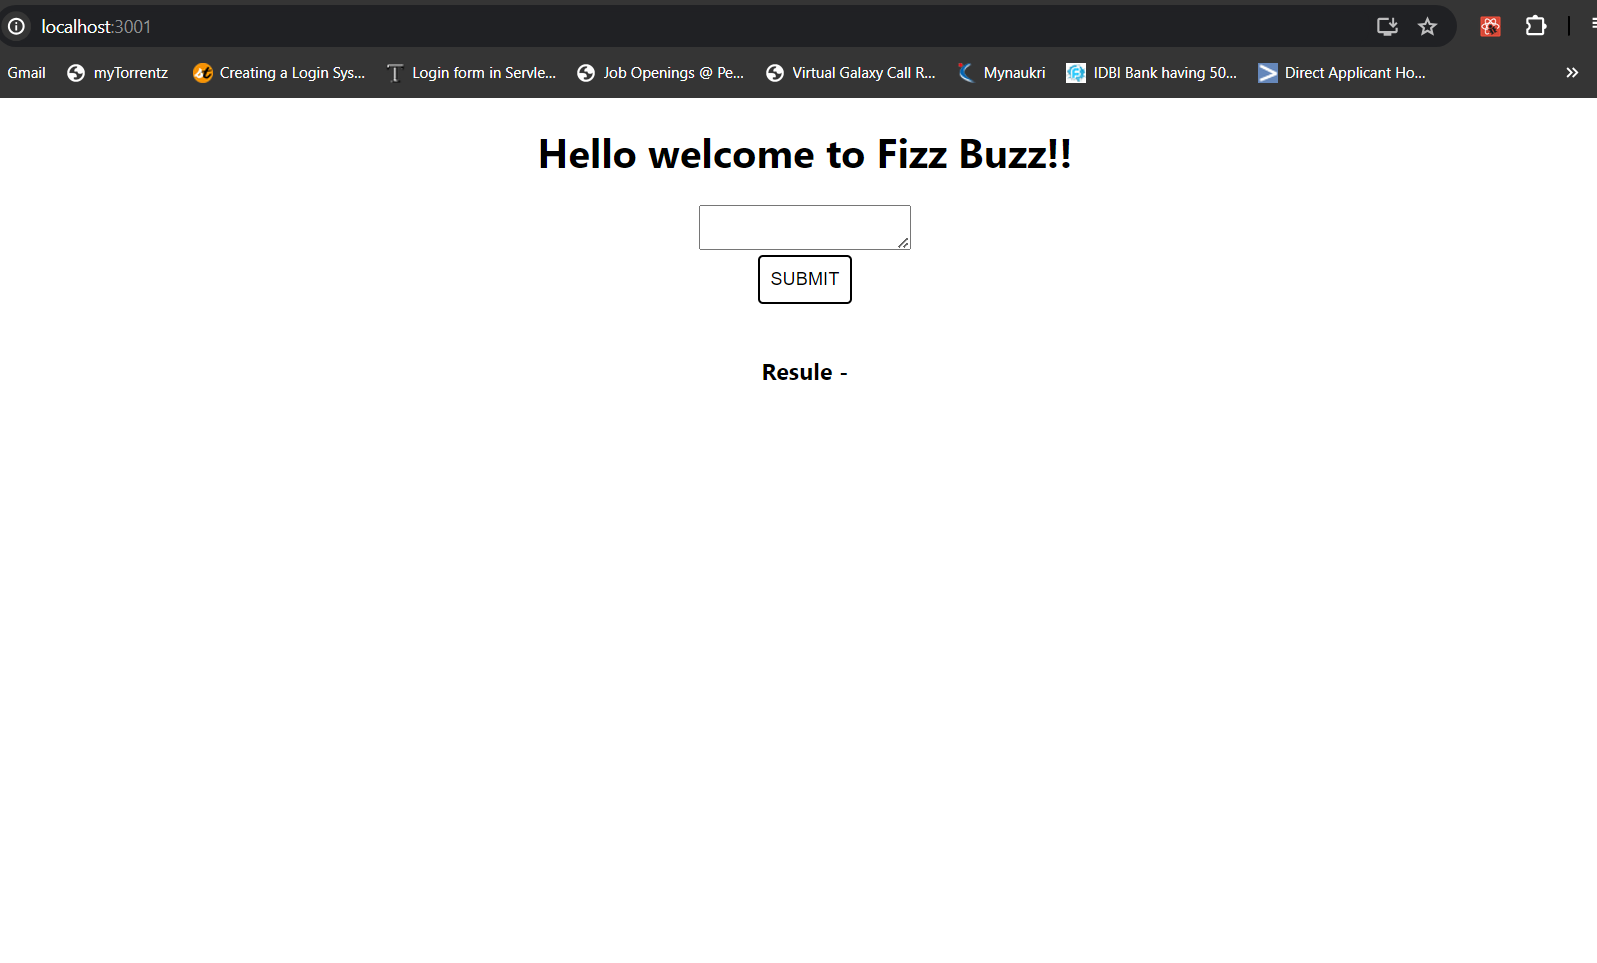 localhost:3001
Gmail myTorrentz Creating a Login Sys... Login form in Servle... Job Openings @ Pe... Virtual Galaxy Call R... Mynaukri IDBI Bank having 50... Direct Applicant Ho...
Hello welcome to Fizz Buzz!!
SUBMIT
Resule -